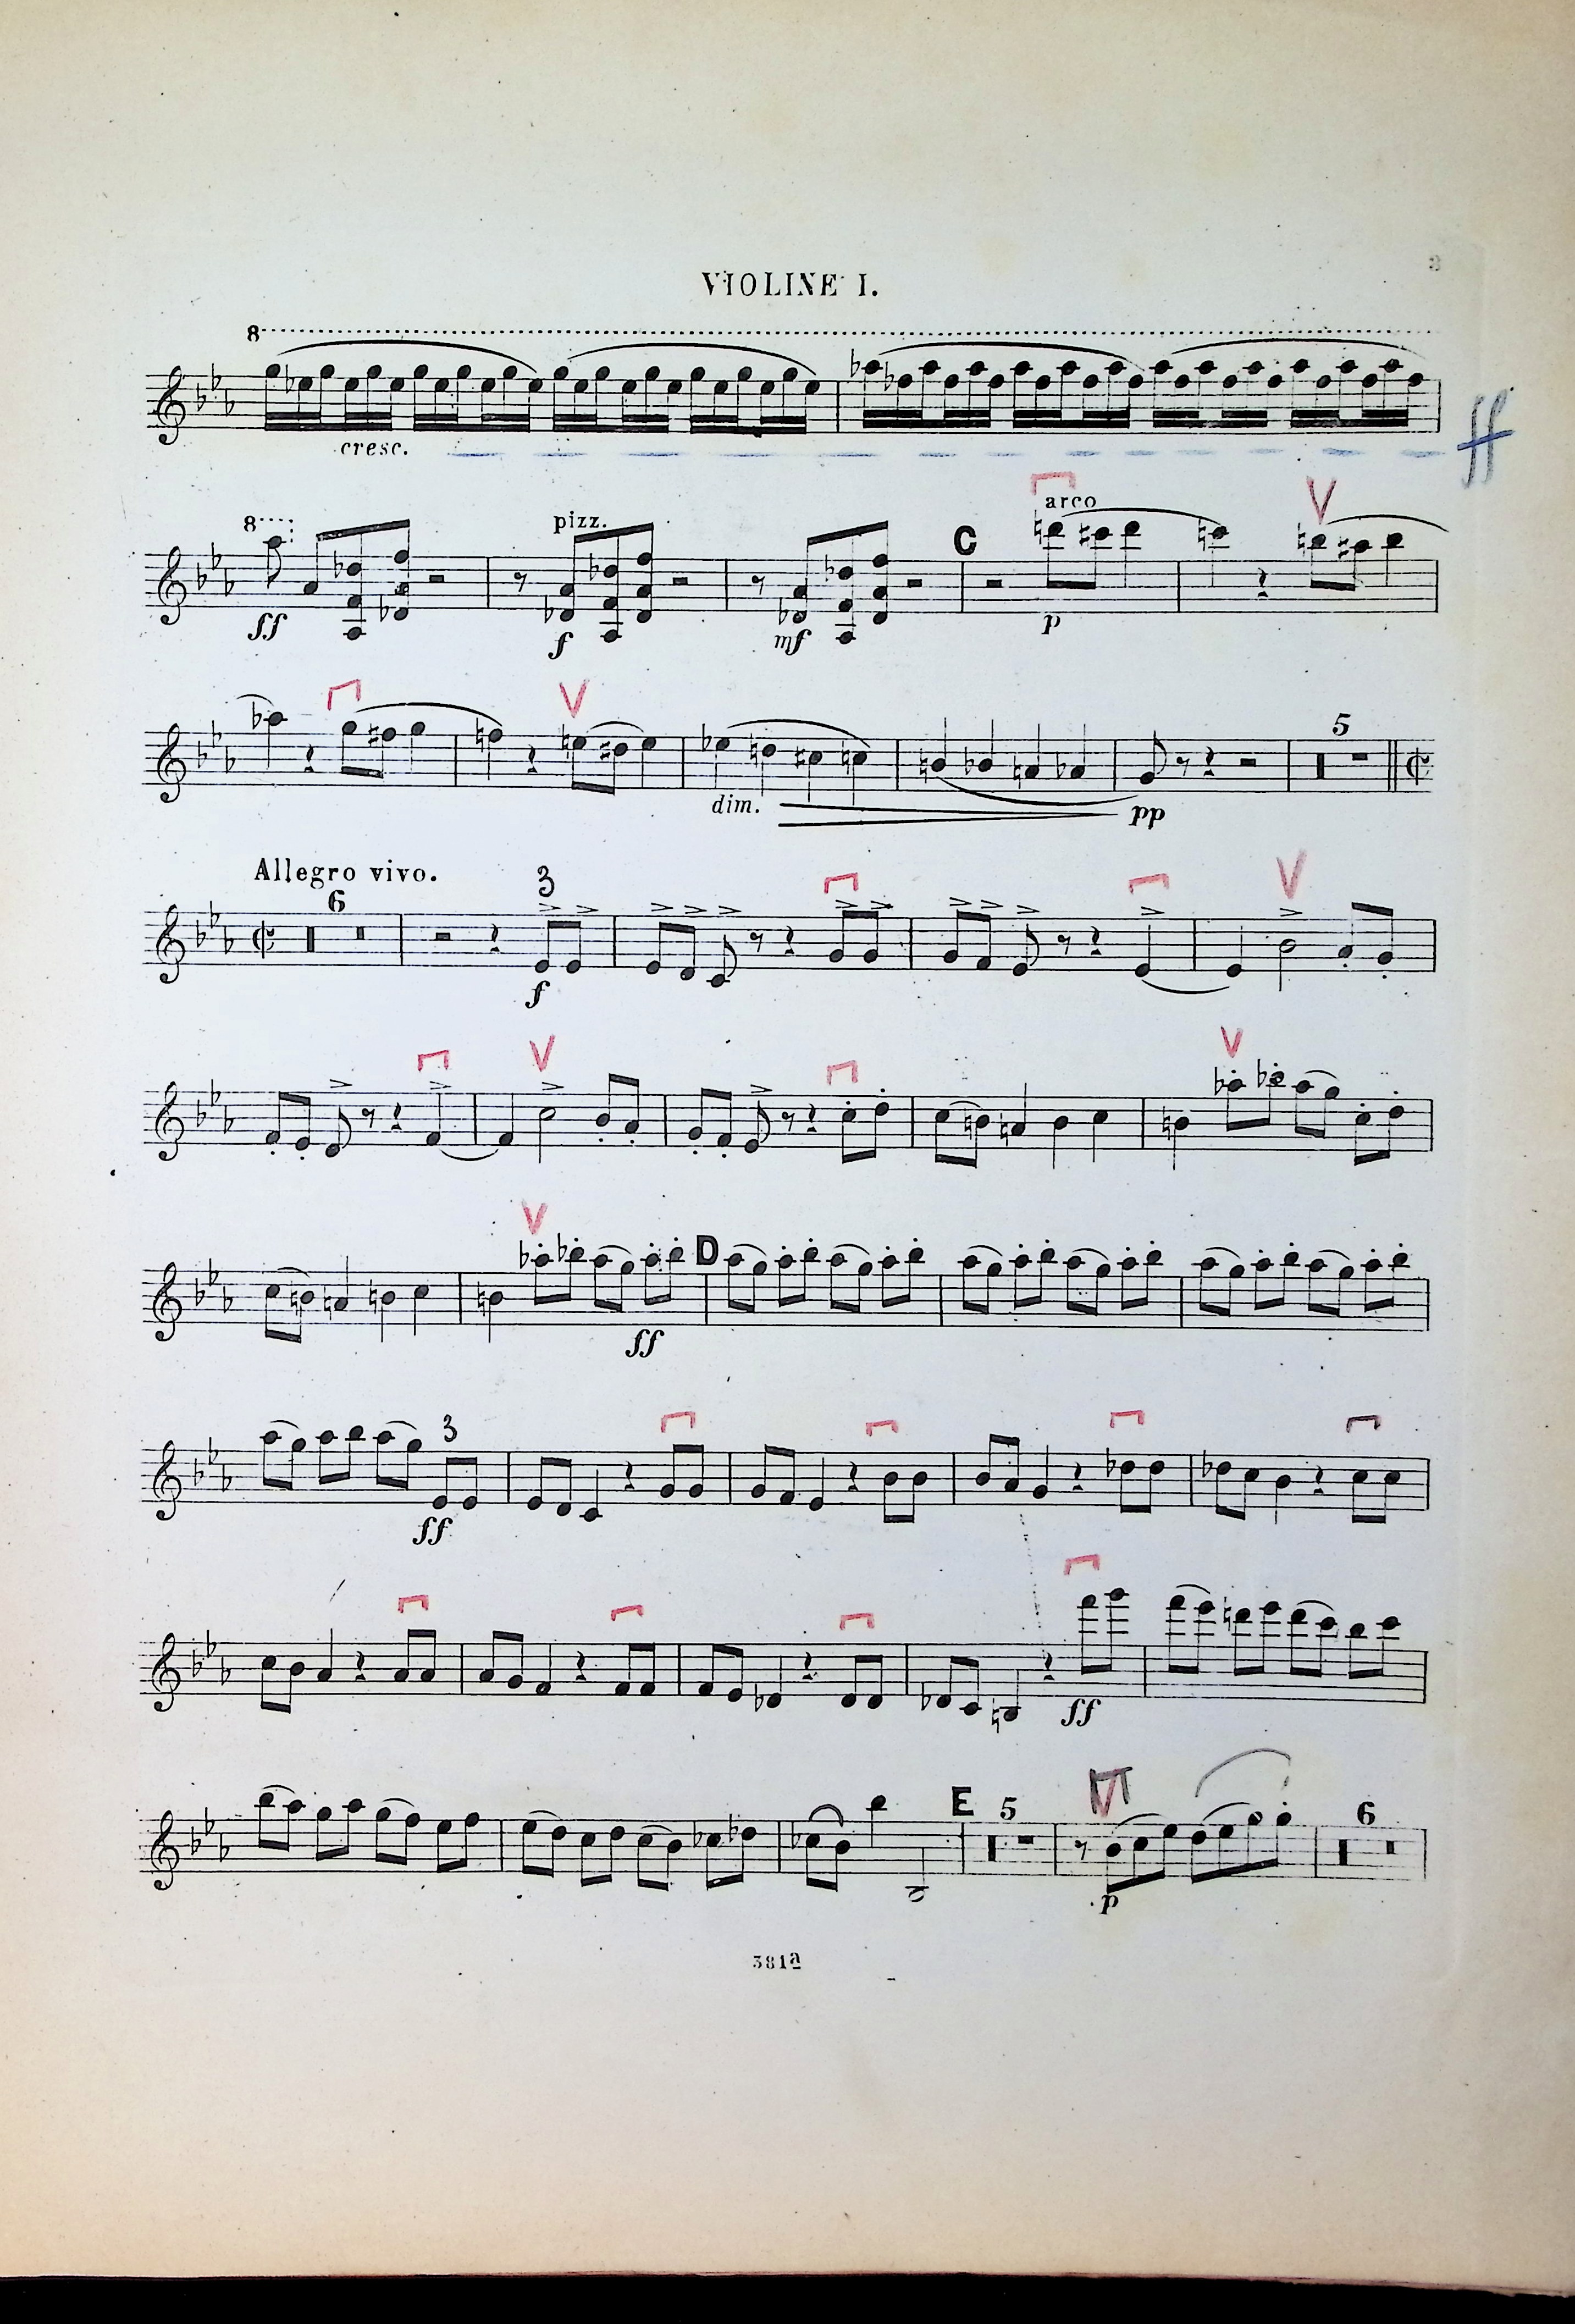 3
VIOLINE I.
8
cresc.
ff
8
pizz.
C
arco
ff
f
mf
p
5
dim.
pp
Allegro vivo.
6
3
f
D
ff
3
ff
ff
E
5
6
p
381a